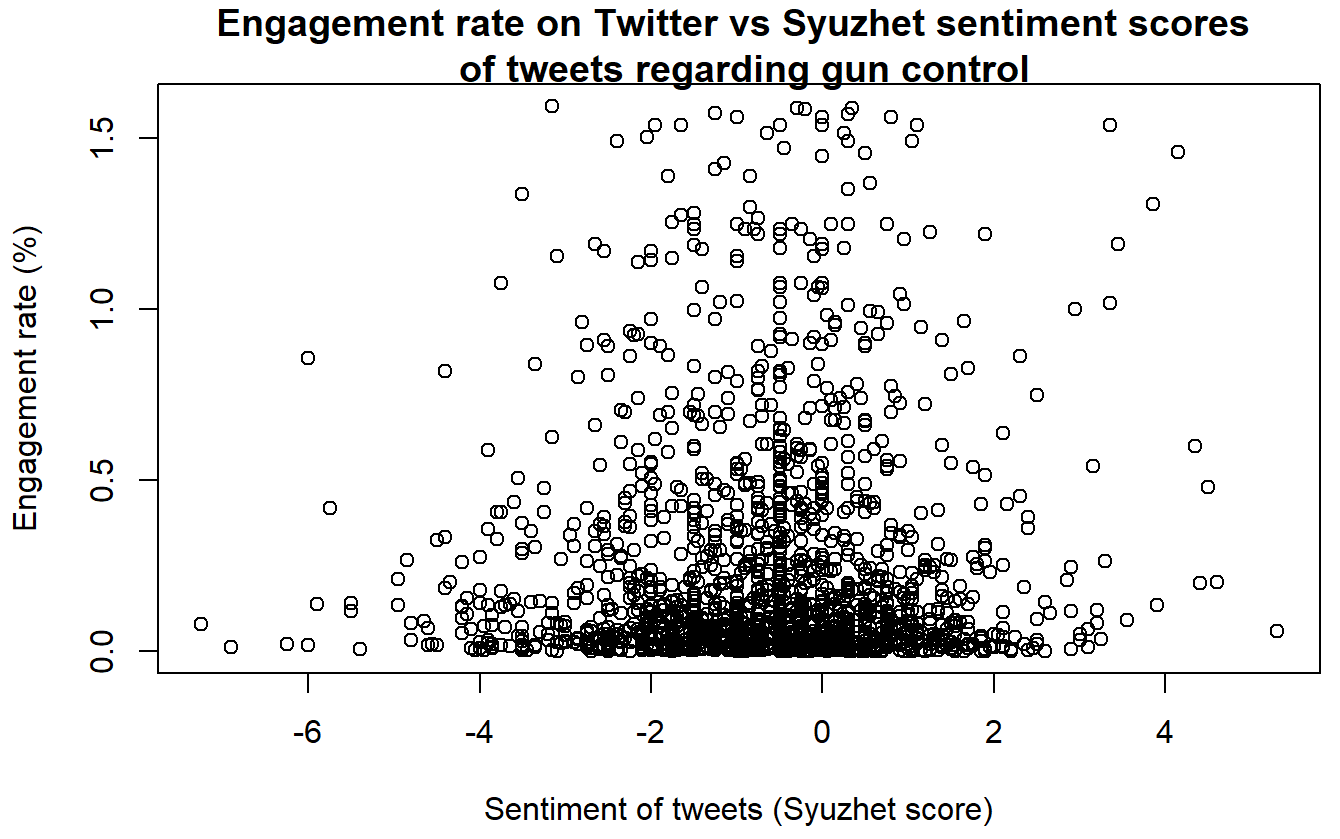 Engagement rate on Twitter vs Syuzhet sentiment scores
of tweets regarding gun control
Engagement rate (%)
1.5
1.0
0.5
0.0
-6 -4 -2 0 2 4
Sentiment of tweets (Syuzhet score)